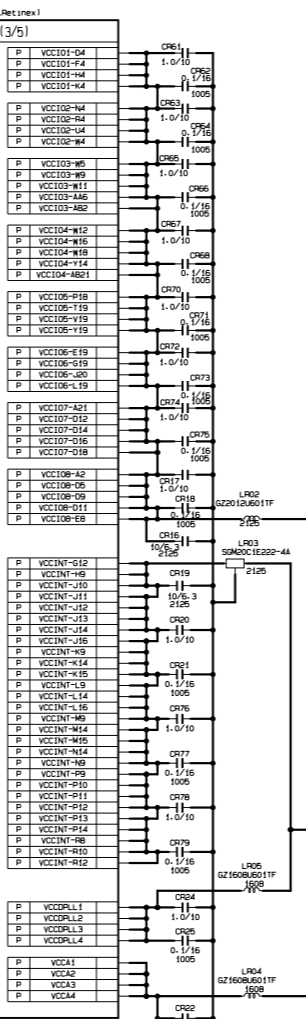 Retinex)
(3/5)
P VCCIO1-D4
P VCCIO1-F4
P VCCIO1-H4
P VCCIO1-K4
CR61
1.0/10
CR62
0.1/16
1005
P VCCIO2-N4
P VCCIO2-R4
P VCCIO2-U4
P VCCIO2-W4
CR63
1.0/10
CR64
0.1/16
1005
P VCCIO3-W5
P VCCIO3-W9
P VCCIO3-W11
P VCCIO3-AA6
P VCCIO3-AB2
CR65
1.0/10
CR66
0.1/16
1005
P VCCIO4-W12
P VCCIO4-W16
P VCCIO4-W18
P VCCIO4-Y14
P VCCIO4-AB21
CR67
1.0/10
CR68
0.1/16
1005
P VCCIO5-P18
P VCCIO5-T19
P VCCIO5-V19
P VCCIO5-Y19
CR70
1.0/10
CR71
0.1/16
1005
P VCCIO6-E19
P VCCIO6-G19
P VCCIO6-J20
P VCCIO6-L19
CR72
1.0/10
CR73
0.1/16
1005
P VCCIO7-A21
P VCCIO7-D12
P VCCIO7-D14
P VCCIO7-D16
P VCCIO7-D18
CR74
1.0/10
CR75
0.1/16
1005
P VCCIO8-A2
P VCCIO8-D5
P VCCIO8-D9
P VCCIO8-D11
P VCCIO8-E8
CR17
1.0/10
CR18
0.1/16
1005
CR16
10/6.3
2125
LR02
GZ2012U601TF
2125
LR03
SGM20C1E222-4A
2125
P VCCINT-G12
P VCCINT-H9
P VCCINT-J10
P VCCINT-J11
P VCCINT-J12
P VCCINT-J13
P VCCINT-J14
P VCCINT-J16
P VCCINT-K9
P VCCINT-K14
P VCCINT-K15
P VCCINT-L9
P VCCINT-L14
P VCCINT-L16
P VCCINT-M9
P VCCINT-M14
P VCCINT-M15
P VCCINT-N14
P VCCINT-N9
P VCCINT-P9
P VCCINT-P10
P VCCINT-P11
P VCCINT-P12
P VCCINT-P13
P VCCINT-P14
P VCCINT-R8
P VCCINT-R10
P VCCINT-R12
CR19
10/6.3
2125
CR20
1.0/10
CR21
0.1/16
1005
CR76
1.0/10
CR77
0.1/16
1005
CR78
1.0/10
CR79
0.1/16
1005
LR05
GZ1608U601TF
1608
P VCCDPLL1
P VCCDPLL2
P VCCDPLL3
P VCCDPLL4
CR24
1.0/10
CR25
0.1/16
1005
P VCCA1
P VCCA2
P VCCA3
P VCCA4
LR04
GZ1608U601TF
1608
CR22